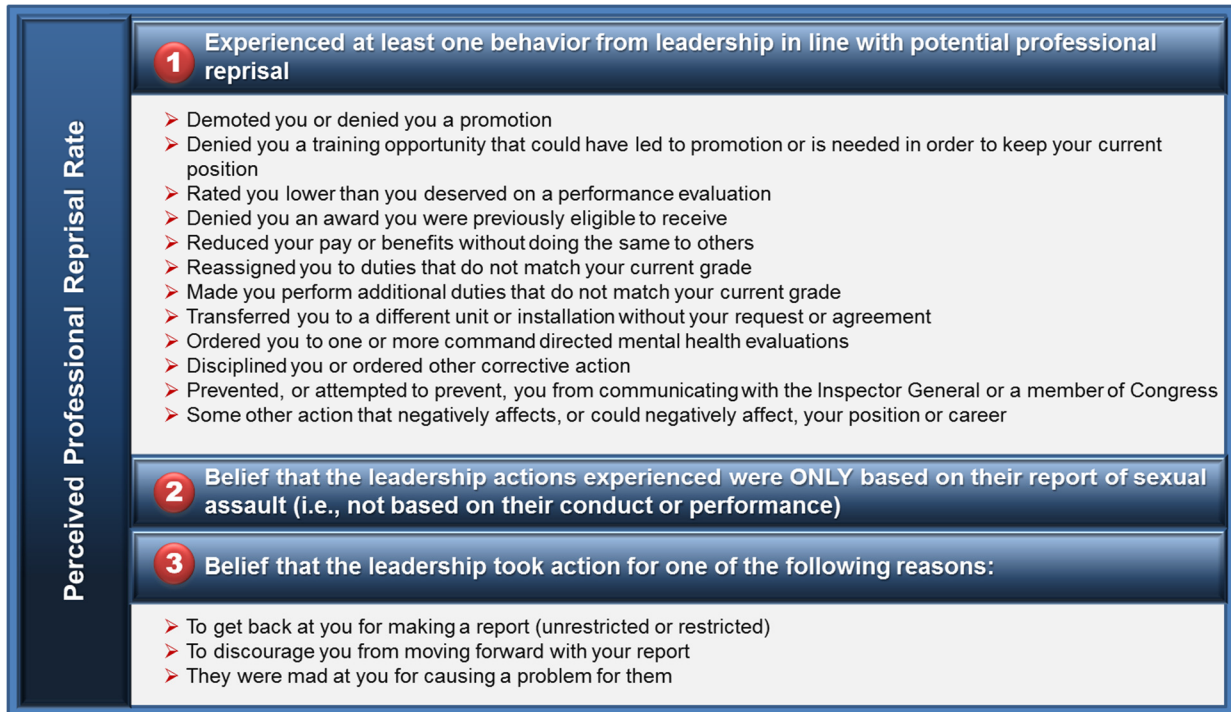 Perceived Professional Reprisal Rate
1 Experienced at least one behavior from leadership in line with potential professional
reprisal
➢ Demoted you or denied you a promotion
➢ Denied you a training opportunity that could have led to promotion or is needed in order to keep your current
position
➢ Rated you lower than you deserved on a performance evaluation
➢ Denied you an award you were previously eligible to receive
➢ Reduced your pay or benefits without doing the same to others
➢ Reassigned you to duties that do not match your current grade
➢ Made you perform additional duties that do not match your current grade
➢ Transferred you to a different unit or installation without your request or agreement
➢ Ordered you to one or more command directed mental health evaluations
➢ Disciplined you or ordered other corrective action
➢ Prevented, or attempted to prevent, you from communicating with the Inspector General or a member of Congress
➢ Some other action that negatively affects, or could negatively affect, your position or career
2 Belief that the leadership actions experienced were ONLY based on their report of sexual
assault (i.e., not based on their conduct or performance)
3 Belief that the leadership took action for one of the following reasons:
➢ To get back at you for making a report (unrestricted or restricted)
➢ To discourage you from moving forward with your report
➢ They were mad at you for causing a problem for them